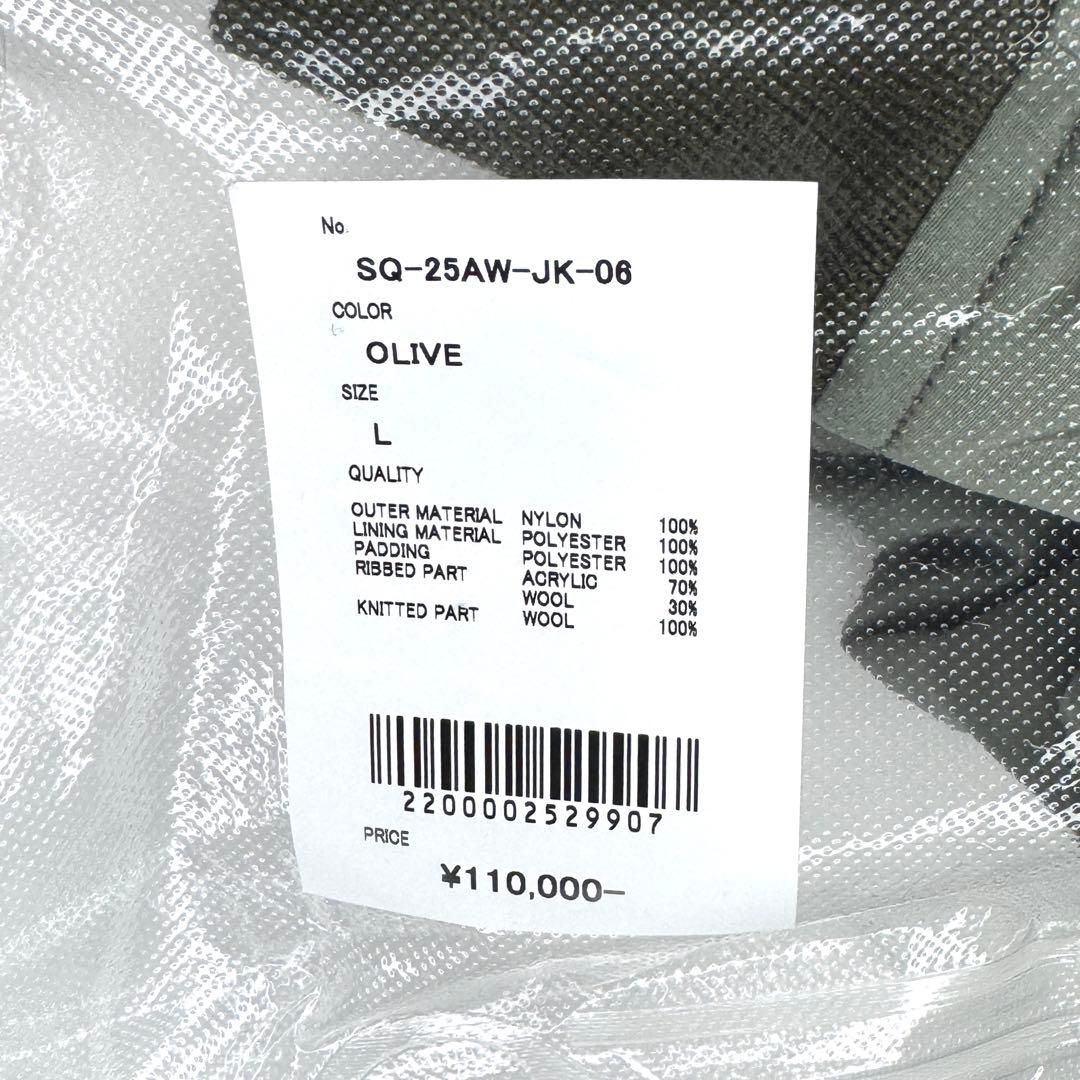 No.
SQ-25AW-JK-06
COLOR
OLIVE
SIZE
L
QUALITY
OUTER MATERIAL NYLON 100%
LINING MATERIAL POLYESTER 100%
PADDING POLYESTER 100%
RIBBED PART ACRYLIC 70%
WOOL 30%
KNITTED PART WOOL 100%
2200002529907
PRICE
¥110,000-